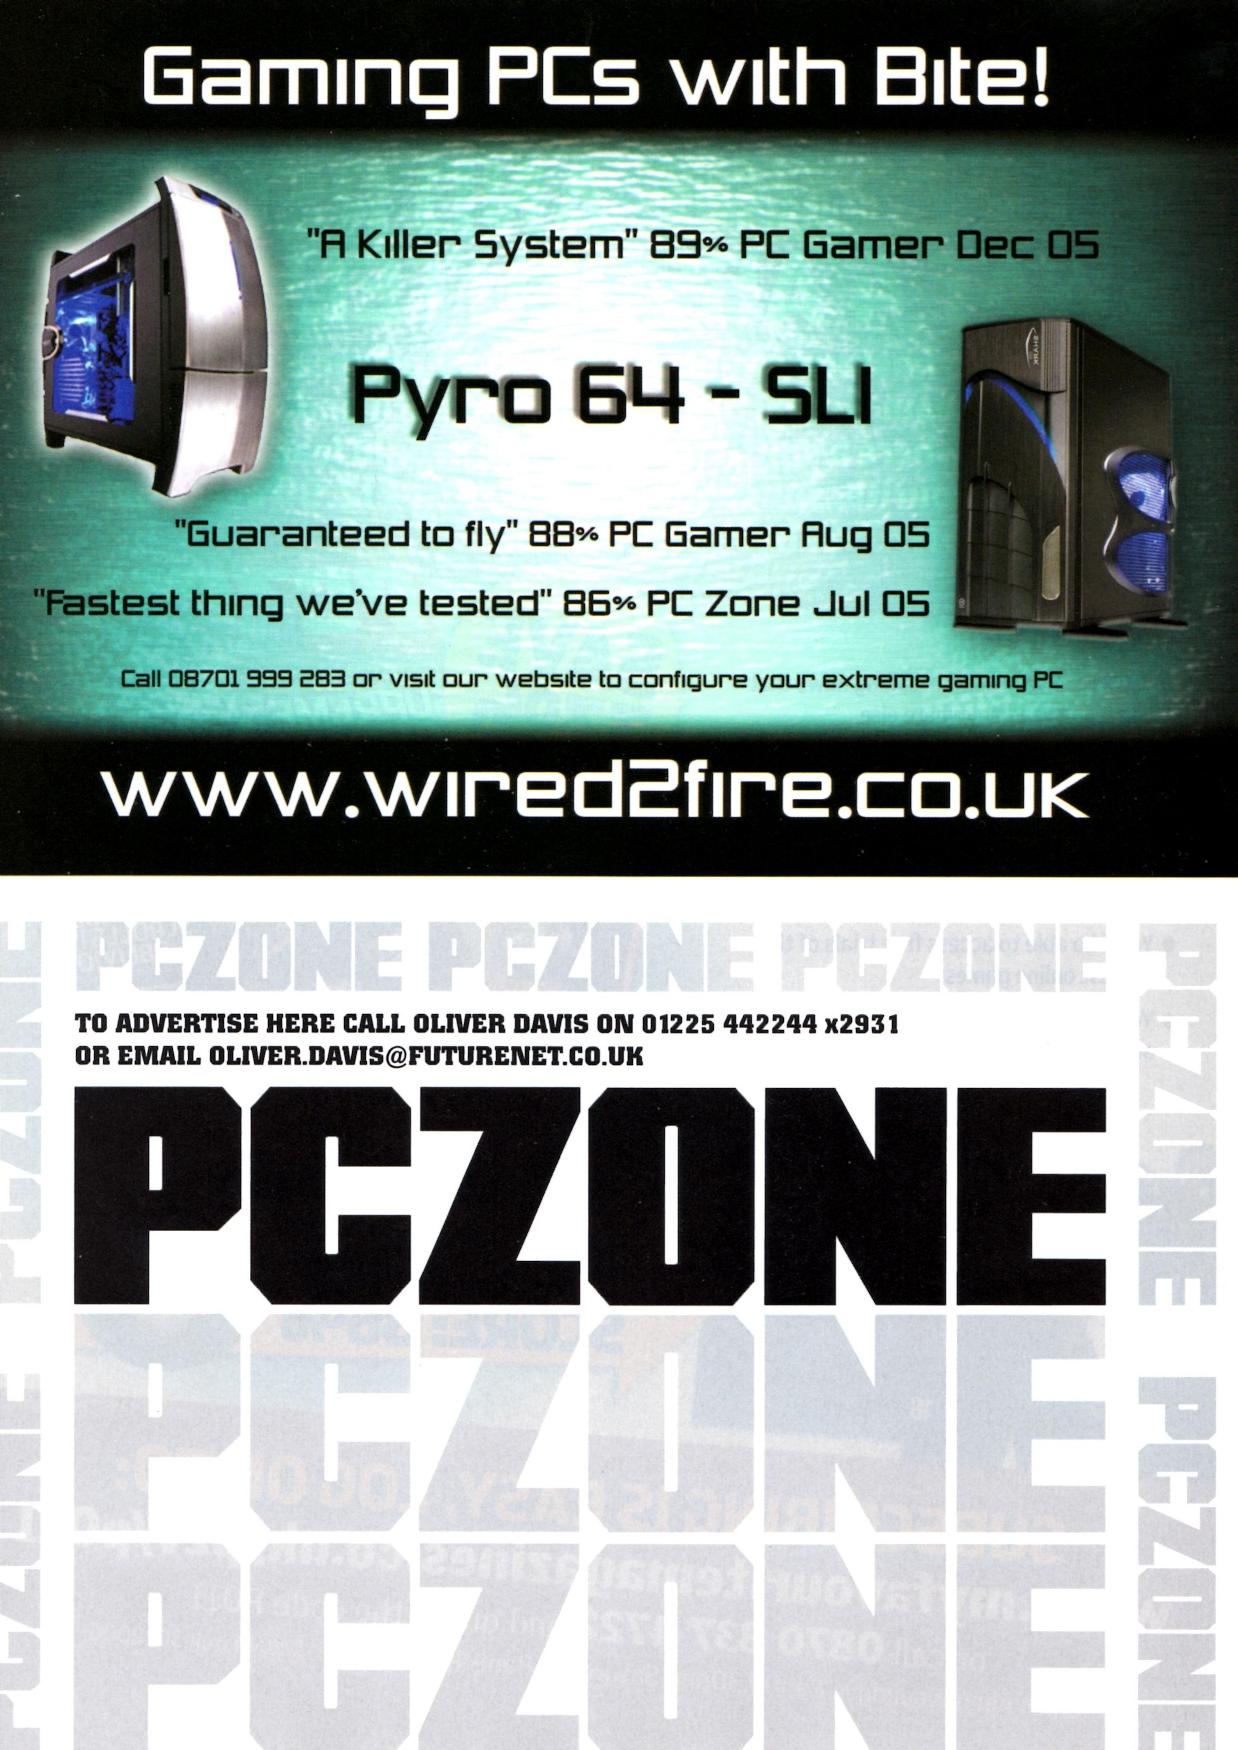 Gaming PCs with Bite!
"A Killer System" 89% PC Gamer Dec 05
Pyro 64 - SLI
"Guaranteed to fly" 88% PC Gamer Aug 05
"Fastest thing we've tested" 86% PC Zone Jul 05
Call 08701 999 283 or visit our website to configure your extreme gaming PC
www.wired2fire.co.uk
PCZONE PCZONE PCZONE
TO ADVERTISE HERE CALL OLIVER DAVIS ON 01225 442244 x2931
OR EMAIL OLIVER.DAVIS@FUTURENET.CO.UK
PCZONE
PCZONE
PCZONE
PCZONE
PCZONE
PCZONE
PCZONE